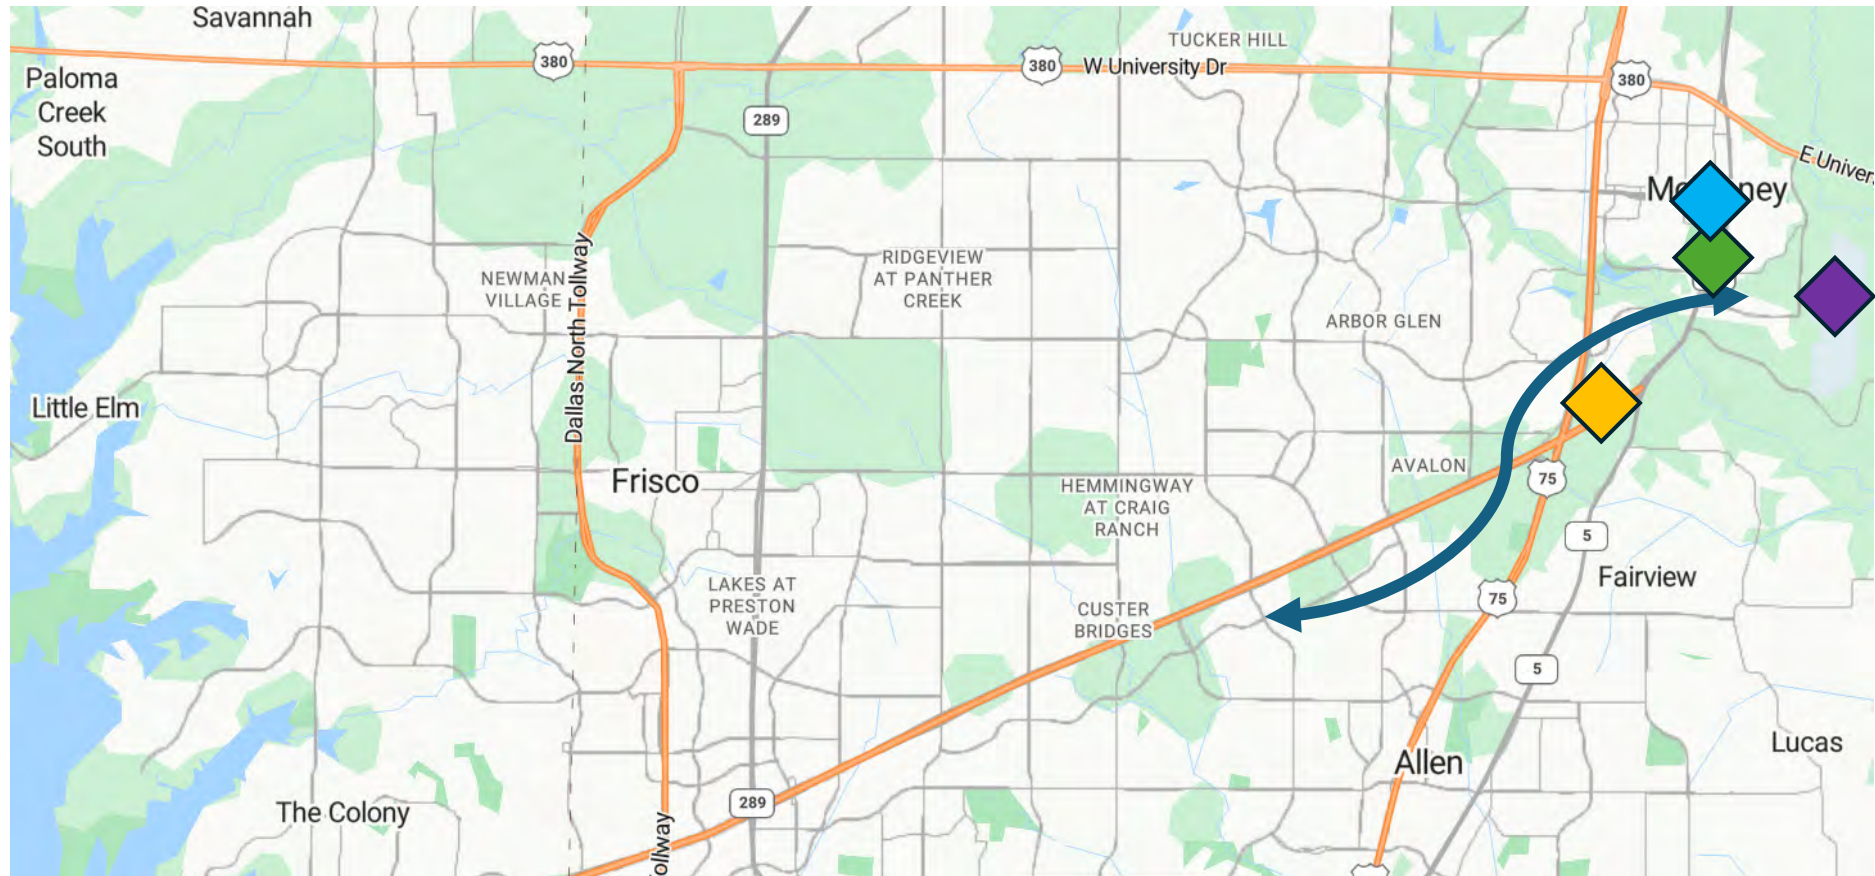 Savannah
TUCKER HILL
380
380
W University Dr
380
Paloma
Creek
South
289
E Univer
NEWMAN
VILLAGE
RIDGEVIEW
AT PANTHER
CREEK
Dallas North Tollway
ARBOR GLEN
Little Elm
Frisco
AVALON
75
HEMMINGWAY
AT CRAIG
RANCH
5
Fairview
LAKES AT
PRESTON
WADE
75
CUSTER
BRIDGES
5
Lucas
Allen
289
The Colony
ollway